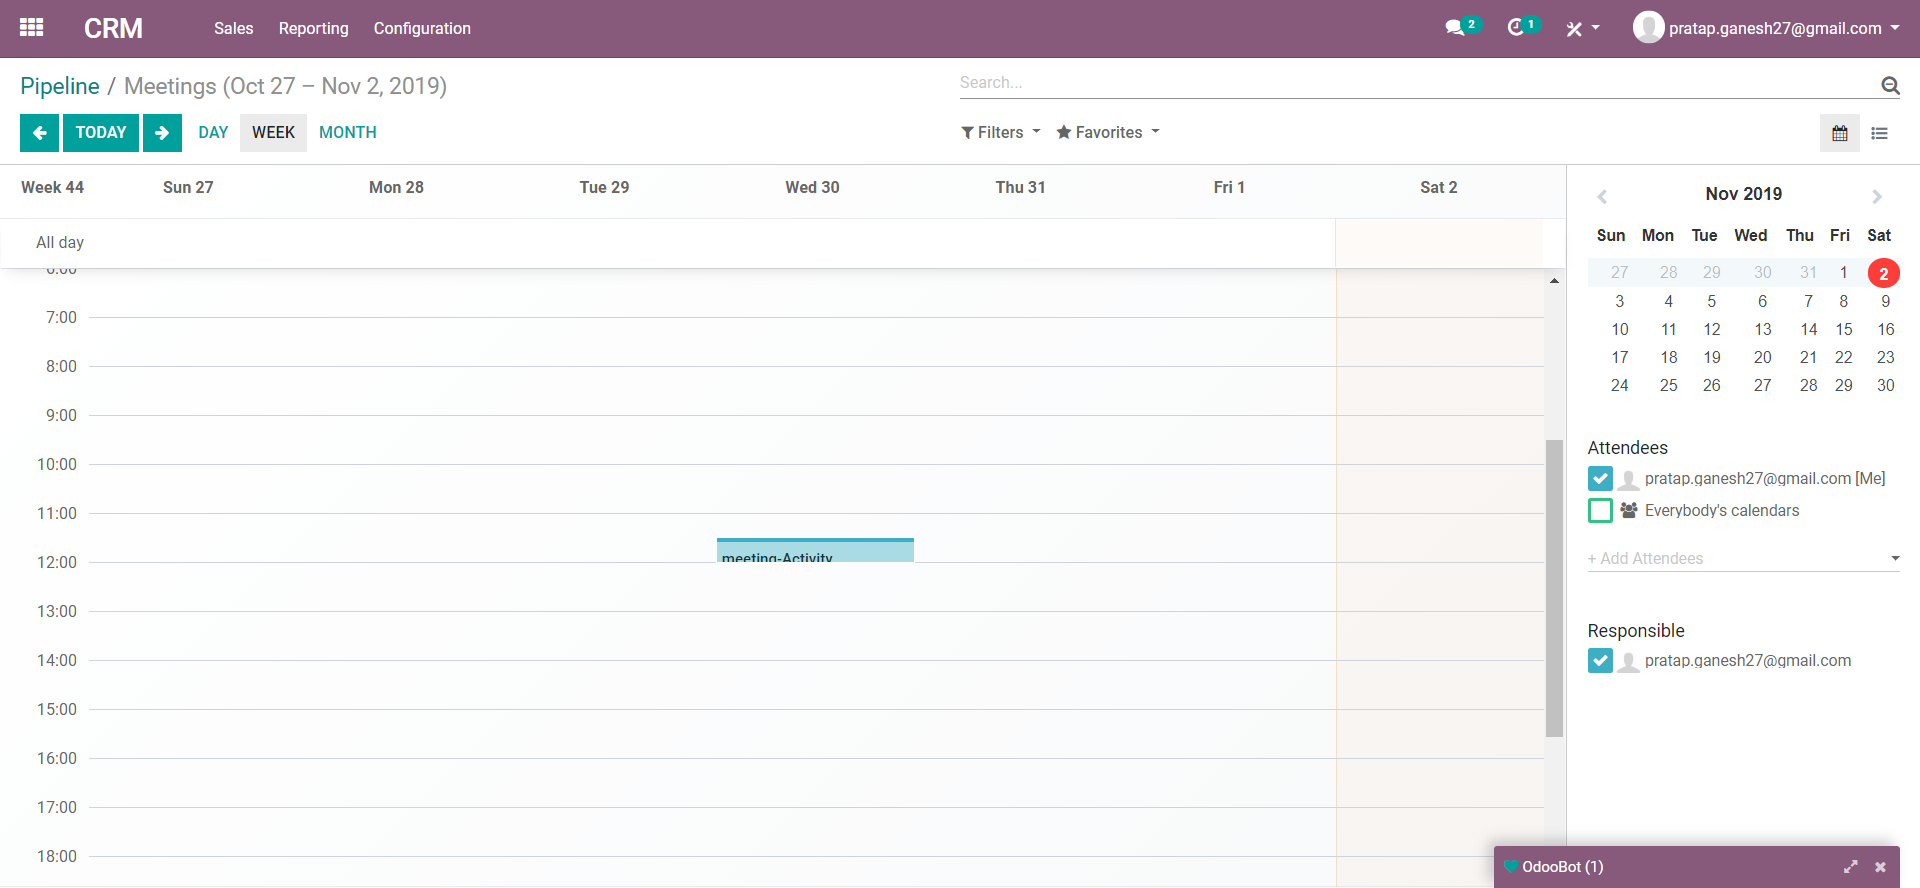 CRM Sales Reporting Configuration 2 1 pratap.ganesh27@gmail.com
Pipeline / Meetings (Oct 27 – Nov 2, 2019)
Search...
TODAY DAY WEEK MONTH
Filters Favorites
Week 44 Sun 27 Mon 28 Tue 29 Wed 30 Thu 31 Fri 1 Sat 2
All day
6:00
7:00
8:00
9:00
10:00
11:00
meeting-Activity
12:00
13:00
14:00
15:00
16:00
17:00
18:00
Nov 2019
Sun Mon Tue Wed Thu Fri Sat
27 28 29 30 31 1 2
3 4 5 6 7 8 9
10 11 12 13 14 15 16
17 18 19 20 21 22 23
24 25 26 27 28 29 30
Attendees
pratap.ganesh27@gmail.com [Me]
Everybody's calendars
+ Add Attendees
Responsible
pratap.ganesh27@gmail.com
OdooBot (1)